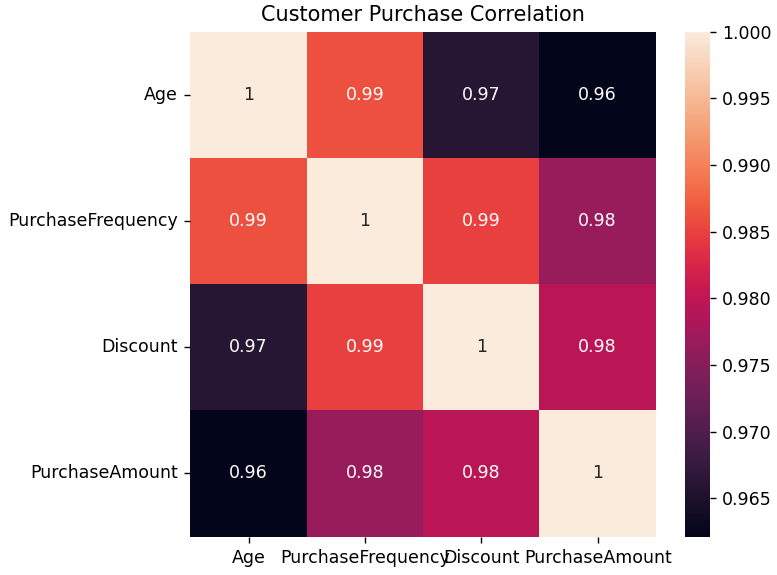 Customer Purchase Correlation
Age 1 0.99 0.97 0.96
PurchaseFrequency 0.99 1 0.99 0.98
Discount 0.97 0.99 1 0.98
PurchaseAmount 0.96 0.98 0.98 1
Age PurchaseFrequency Discount PurchaseAmount
1.000
0.995
0.990
0.985
0.980
0.975
0.970
0.965